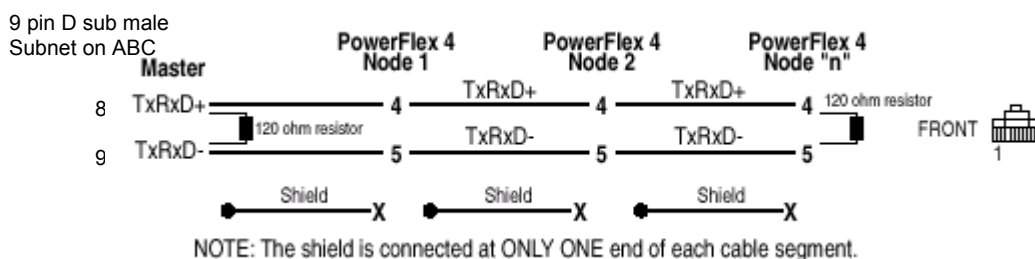 9 pin D sub male
Subnet on ABC
Master
PowerFlex 4
Node 1
PowerFlex 4
Node 2
PowerFlex 4
Node "n"
8 TxRxD+ 4 TxRxD+ 4 TxRxD+ 4
120 ohm resistor
120 ohm resistor
FRONT
1
9 TxRxD- 5 TxRxD- 5 TxRxD- 5
Shield X Shield X Shield X
NOTE: The shield is connected at ONLY ONE end of each cable segment.